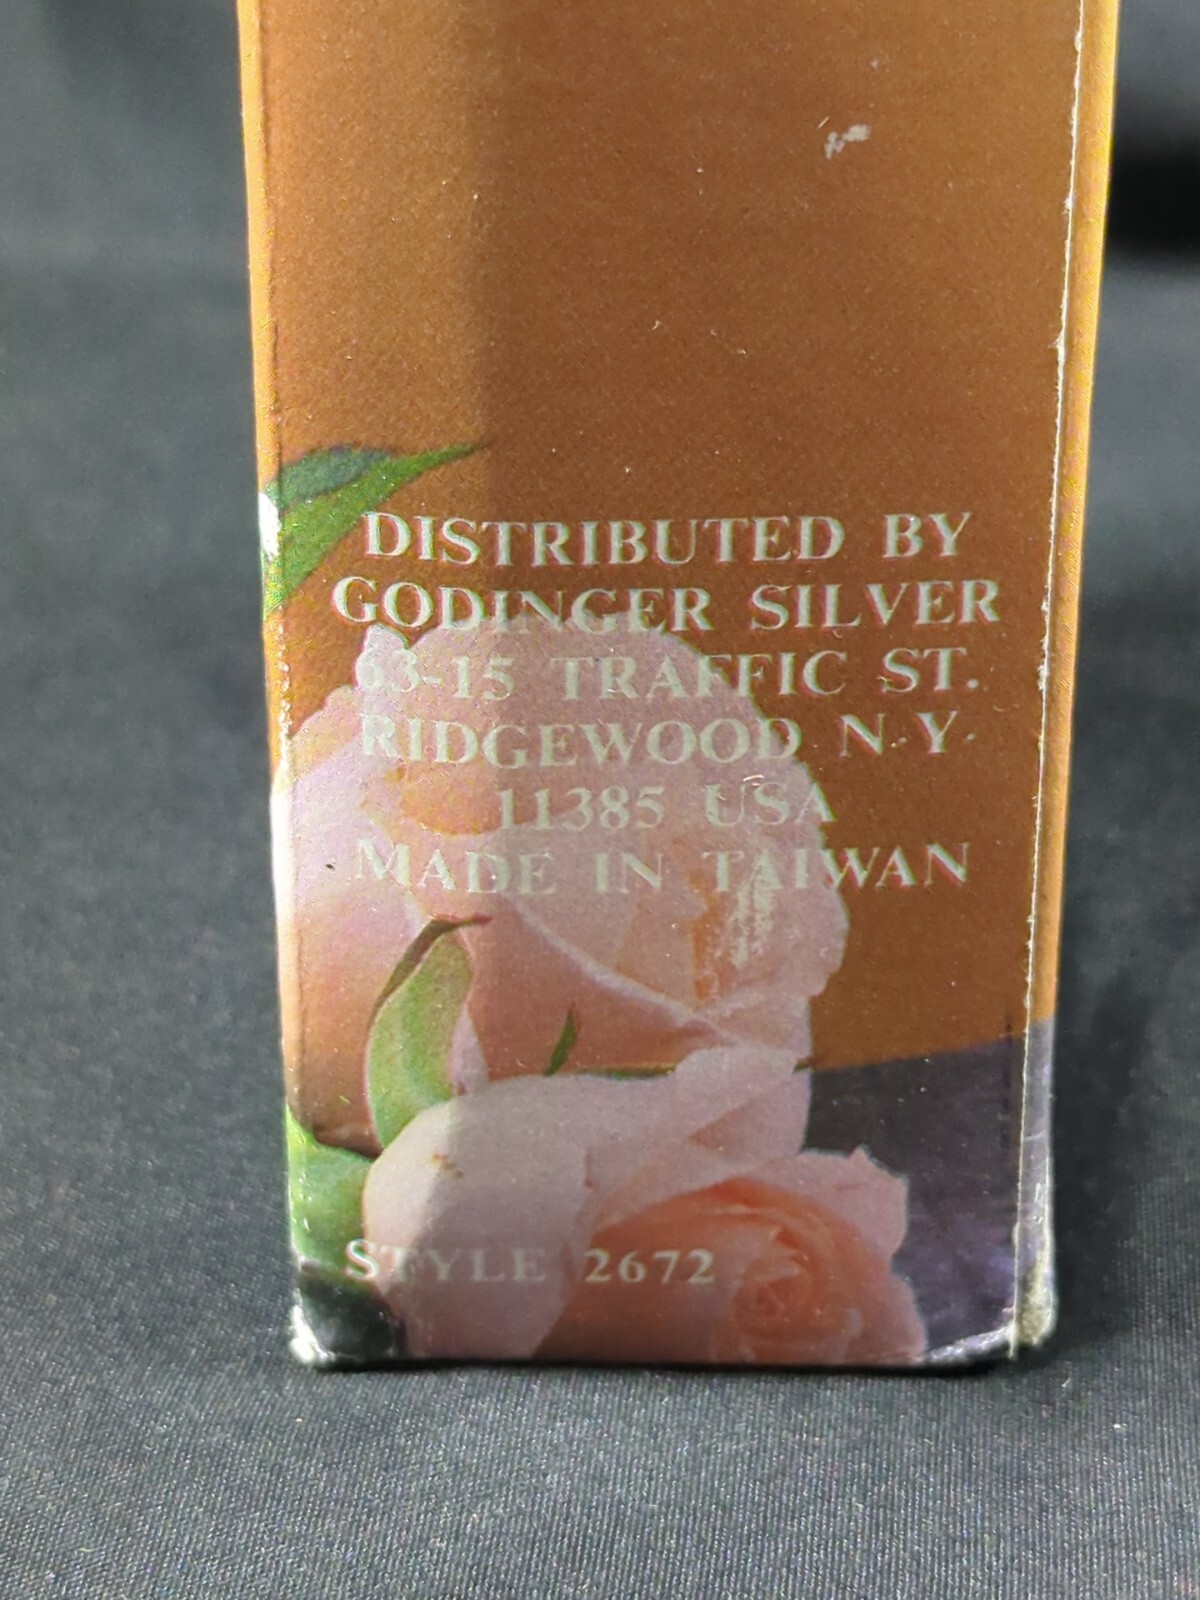 DISTRIBUTED BY
GODINGER SILVER
63-15 TRAFFIC ST.
RIDGEWOOD N.Y.
11385 USA
MADE IN TAIWAN
STYLE 2672